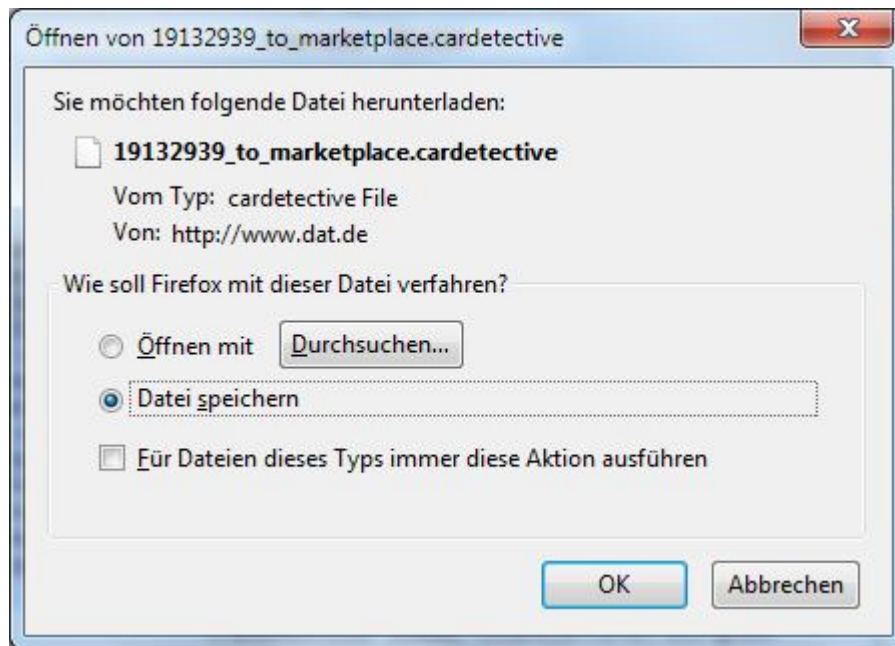 Öffnen von 19132939_to_marketplace.cardetective
Sie möchten folgende Datei herunterladen:
19132939_to_marketplace.cardetective
Vom Typ: cardetective File
Von: http://www.dat.de
Wie soll Firefox mit dieser Datei verfahren?
Öffnen mit Durchsuchen...
Datei speichern
Für Dateien dieses Typs immer diese Aktion ausführen
OK Abbrechen